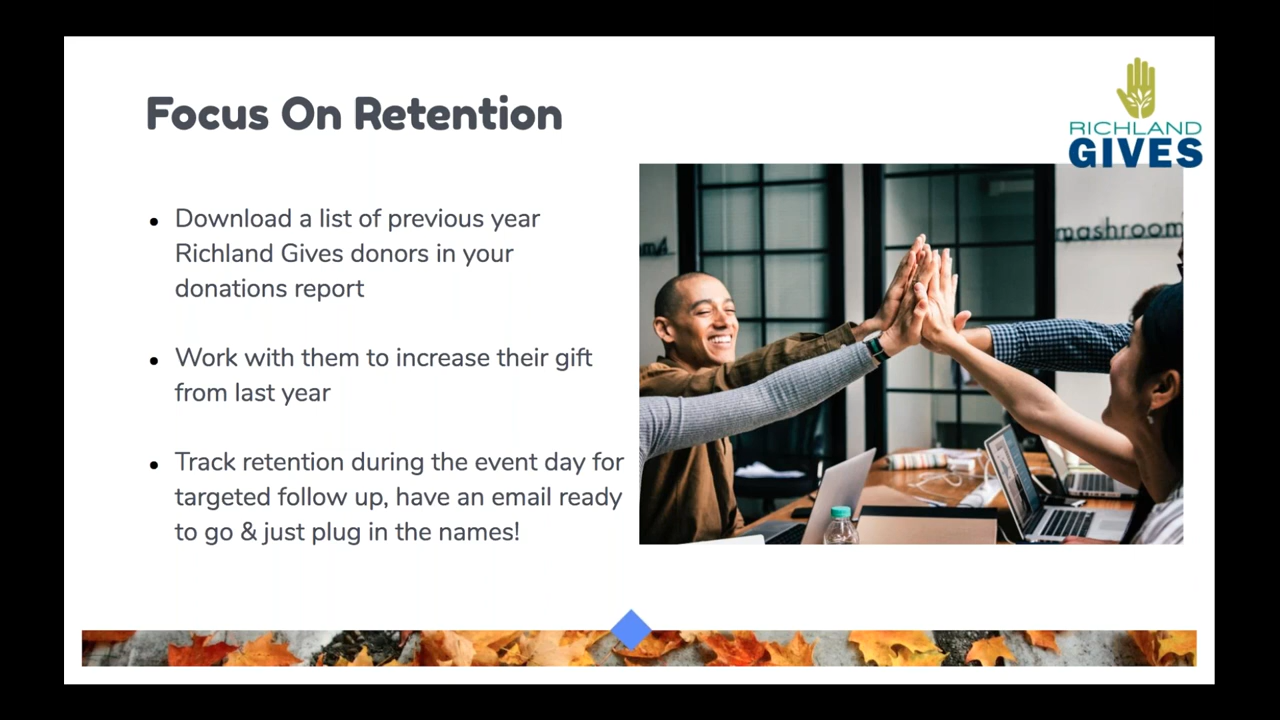 Focus On Retention
RICHLAND
GIVES
• Download a list of previous year
Richland Gives donors in your
donations report
• Work with them to increase their gift
from last year
• Track retention during the event day for
targeted follow up, have an email ready
to go & just plug in the names!
mashroom